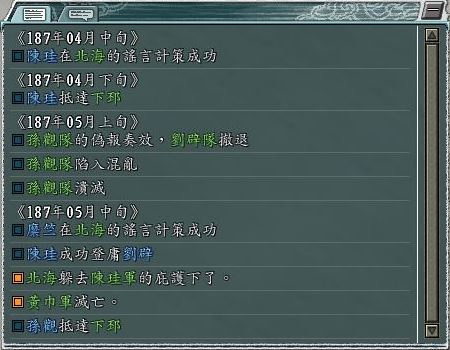 《187年04月中旬》
陳珪在北海的謠言計策成功
《187年04月下旬》
陳珪抵達下邳
《187年05月上旬》
孫觀隊的偽報奏效，劉辟隊撤退
孫觀隊陷入混亂
孫觀隊潰滅
《187年05月中旬》
糜竺在北海的謠言計策成功
陳珪成功登庸劉辟
北海躲去陳珪軍的庇護下了。
黃巾軍滅亡。
孫觀抵達下邳